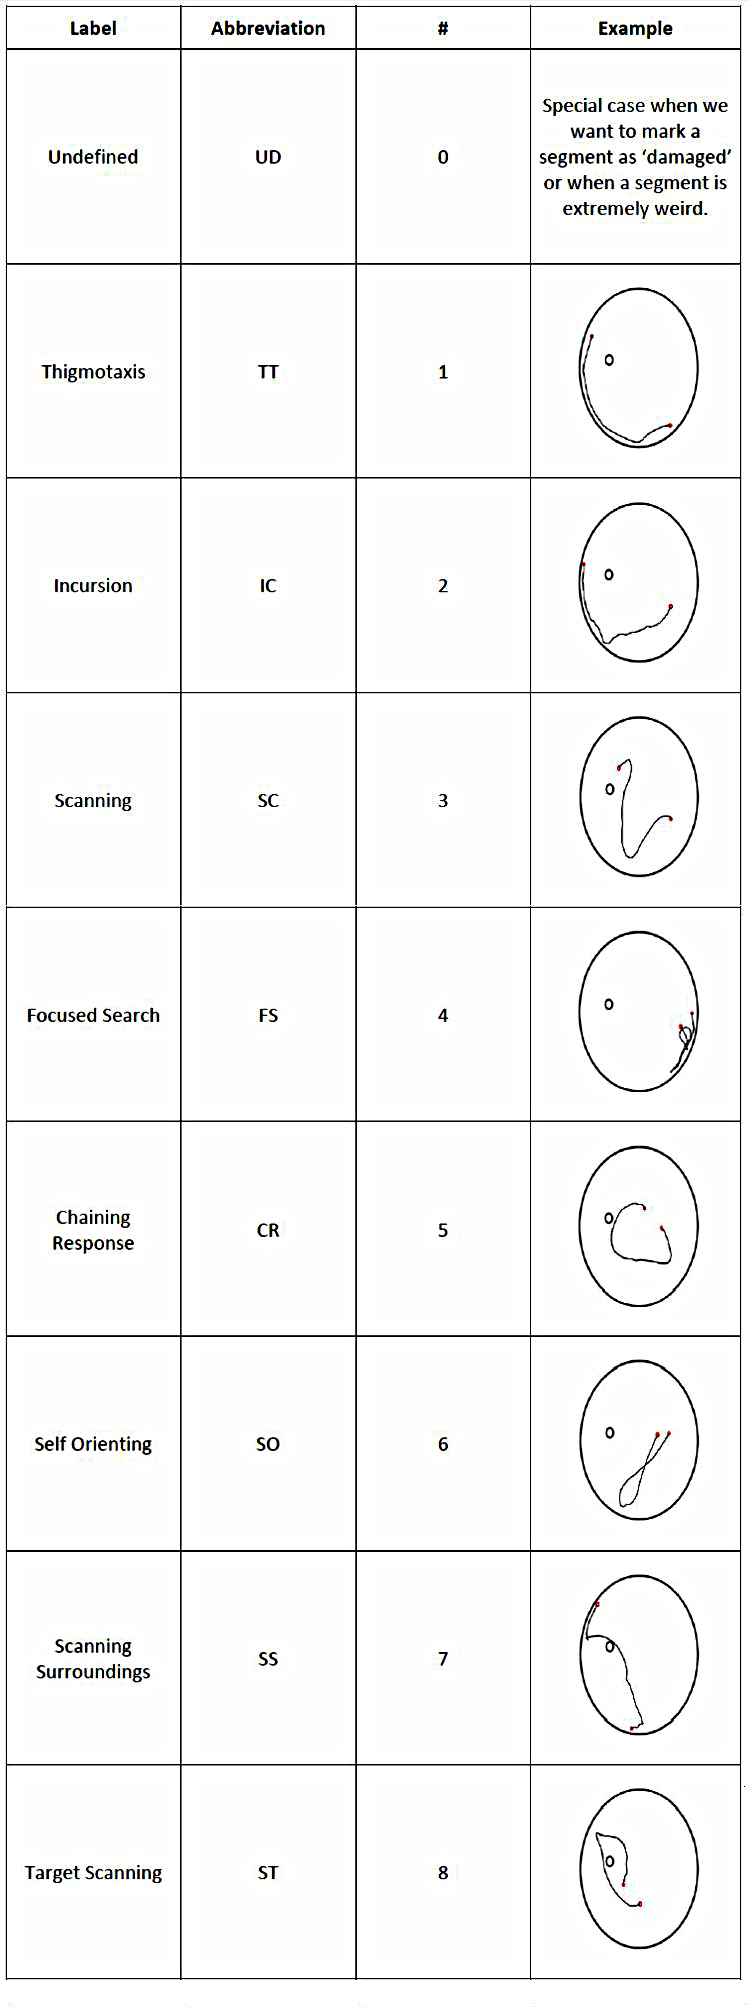 Label Abbreviation # Example
Undefined UD 0 Special case when we
want to mark a
segment as ‘damaged’
or when a segment is
extremely weird.
Thigmotaxis TT 1
Incursion IC 2
Scanning SC 3
Focused Search FS 4
Chaining
Response CR 5
Self Orienting SO 6
Scanning
Surroundings SS 7
Target Scanning ST 8